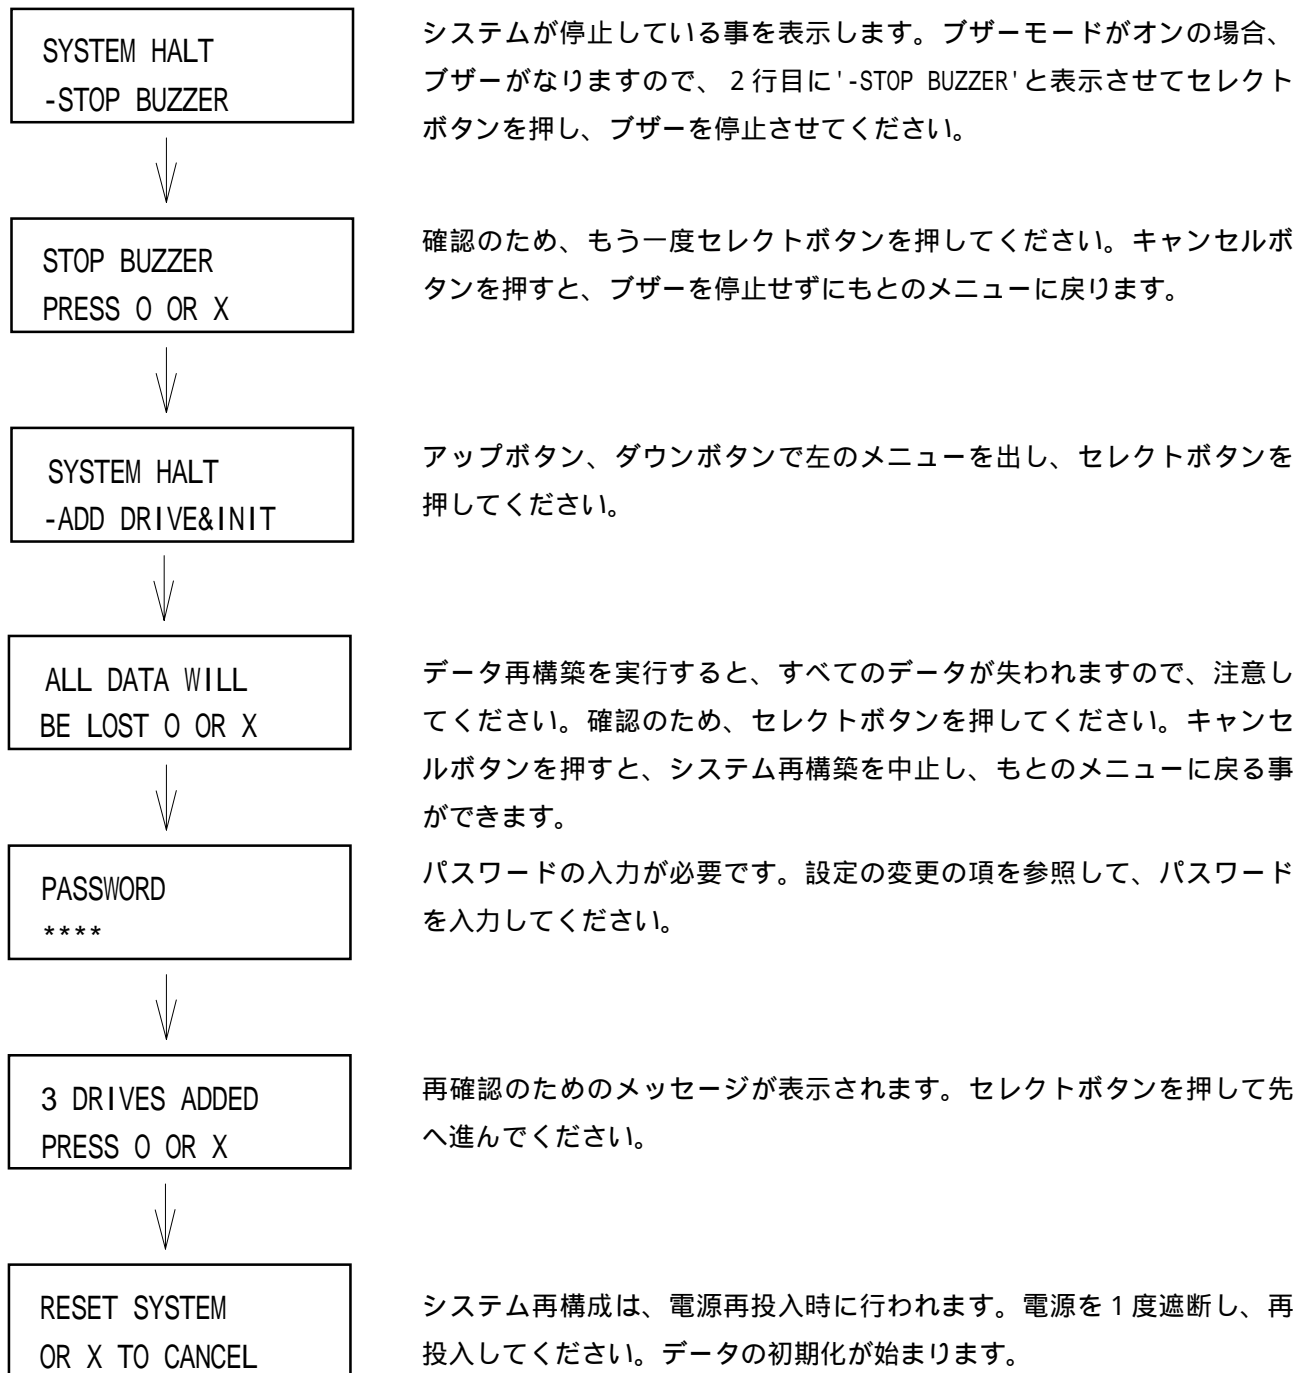 SYSTEM HALT
-STOP BUZZER
システムが停止している事を表示します。ブザーモードがオンの場合、
ブザーがなりますので、２行目に'-STOP BUZZER'と表示させてセレクト
ボタンを押し、ブザーを停止させてください。
STOP BUZZER
PRESS O OR X
確認のため、もう一度セレクトボタンを押してください。キャンセルボ
タンを押すと、ブザーを停止せずにもとのメニューに戻ります。
SYSTEM HALT
-ADD DRIVE&INIT
アップボタン、ダウンボタンで左のメニューを出し、セレクトボタンを
押してください。
ALL DATA WILL
BE LOST O OR X
データ再構築を実行すると、すべてのデータが失われますので、注意し
てください。確認のため、セレクトボタンを押してください。キャンセ
ルボタンを押すと、システム再構築を中止し、もとのメニューに戻る事
ができます。
PASSWORD
****
パスワードの入力が必要です。設定の変更の項を参照して、パスワード
を入力してください。
3 DRIVES ADDED
PRESS O OR X
再確認のためのメッセージが表示されます。セレクトボタンを押して先
へ進んでください。
RESET SYSTEM
OR X TO CANCEL
システム再構成は、電源再投入時に行われます。電源を１度遮断し、再
投入してください。データの初期化が始まります。